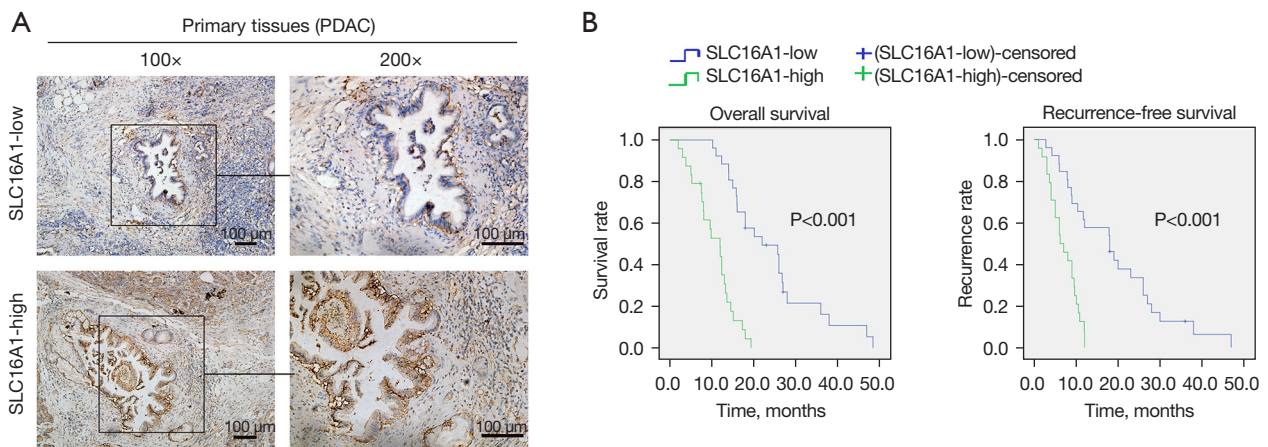 A
Primary tissues (PDAC)
100×
200×
SLC16A1-low
100 μm
100 μm
SLC16A1-high
100 μm
100 μm
B
SLC16A1-low
(SLC16A1-low)-censored
SLC16A1-high
(SLC16A1-high)-censored
Overall survival
Survival rate
1.0
0.8
0.6
0.4
0.2
0.0
P<0.001
0.0 10.0 20.0 30.0 40.0 50.0
Time, months
Recurrence-free survival
Recurrence rate
1.0
0.8
0.6
0.4
0.2
0.0
P<0.001
0.0 10.0 20.0 30.0 40.0 50.0
Time, months